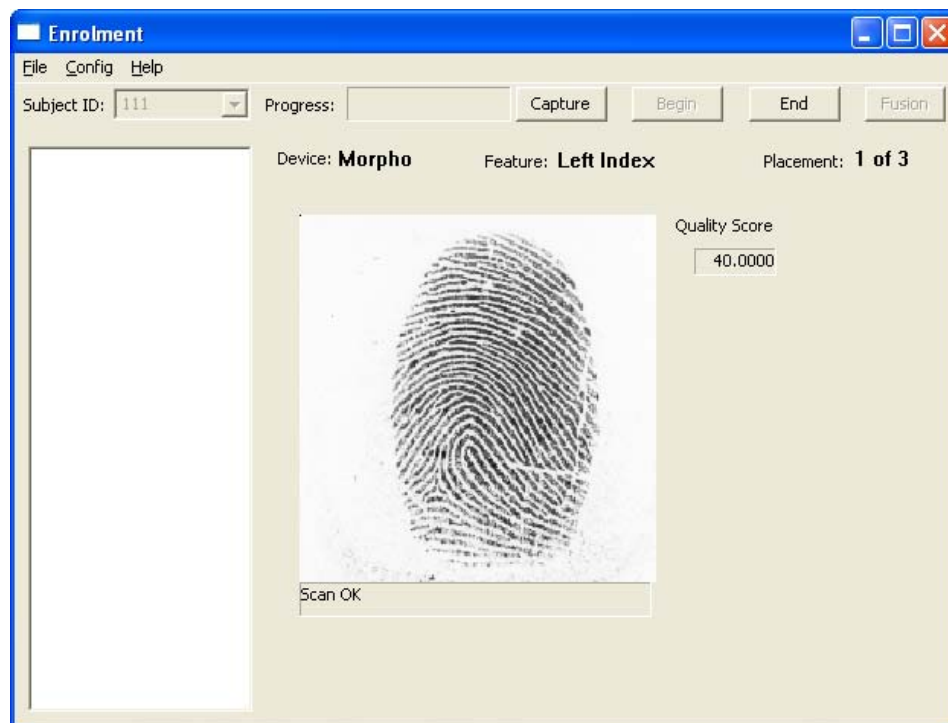 Enrolment
File Config Help
Subject ID: 111 Progress: Capture Begin End Fusion
Device: Morpho Feature: Left Index Placement: 1 of 3
Quality Score
40.0000
Scan OK